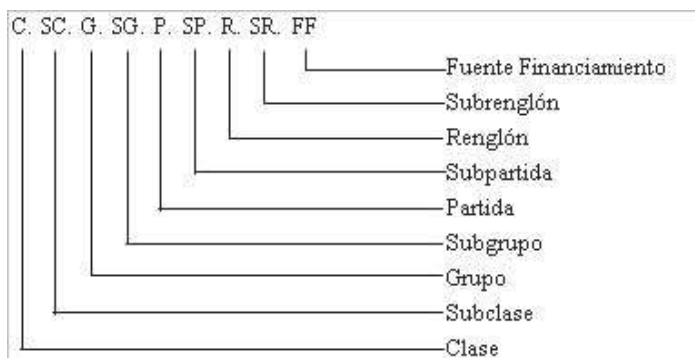 C. SC. G. SG. P. SP. R. SR. FF
Fuente Financiamiento
Subrenglón
Renglón
Subpartida
Partida
Subgrupo
Grupo
Subclase
Clase